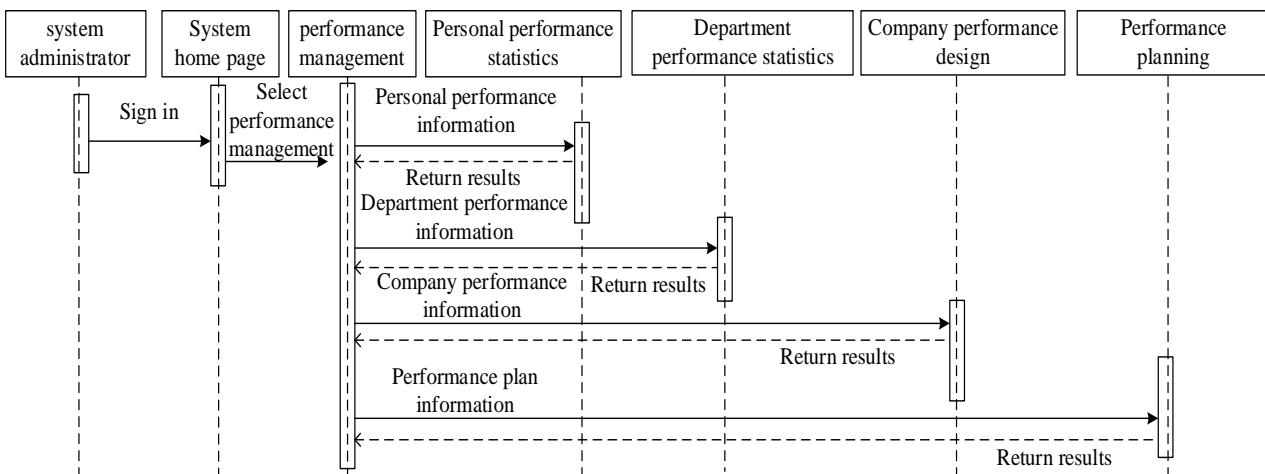 system
administrator
System
home page
performance
management
Personal performance
statistics
Department
performance statistics
Company performance
design
Performance
planning
Sign in
Select
performance
management
Personal performance
information
Return results
Department performance
information
Return results
Company performance
information
Return results
Performance plan
information
Return results